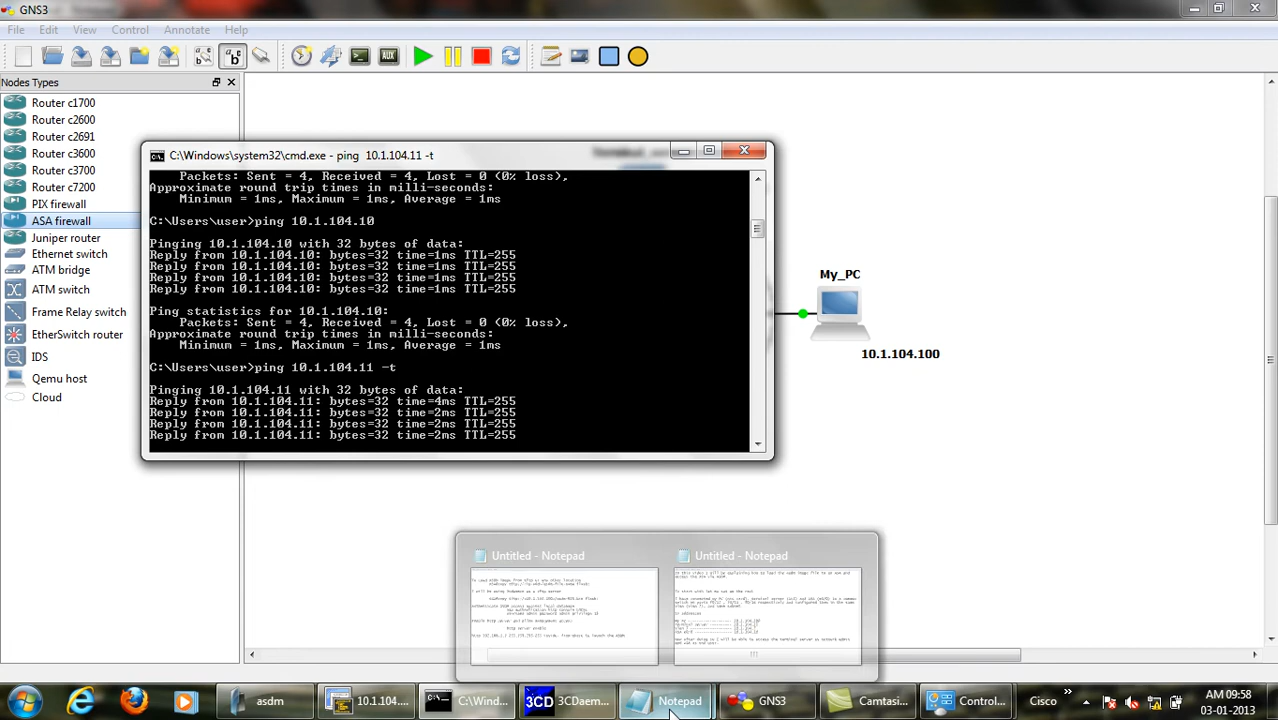 GNS3
File Edit View Control Annotate Help
Nodes Types
Router c1700
Router c2600
Router c2691
Router c3600
Router c3700
Router c7200
PIX firewall
ASA firewall
Juniper router
Ethernet switch
ATM bridge
ATM switch
Frame Relay switch
EtherSwitch router
IDS
Qemu host
Cloud
C:\Windows\system32\cmd.exe - ping 10.1.104.11 -t
Packets: Sent = 4, Received = 4, Lost = 0 (0% loss),
Approximate round trip times in milli-seconds:
Minimum = 1ms, Maximum = 1ms, Average = 1ms
C:\Users\user>ping 10.1.104.10
Pinging 10.1.104.10 with 32 bytes of data:
Reply from 10.1.104.10: bytes=32 time=1ms TTL=255
Reply from 10.1.104.10: bytes=32 time=1ms TTL=255
Reply from 10.1.104.10: bytes=32 time=1ms TTL=255
Reply from 10.1.104.10: bytes=32 time=1ms TTL=255
Ping statistics for 10.1.104.10:
Packets: Sent = 4, Received = 4, Lost = 0 (0% loss),
Approximate round trip times in milli-seconds:
Minimum = 1ms, Maximum = 1ms, Average = 1ms
C:\Users\user>ping 10.1.104.11 -t
Pinging 10.1.104.11 with 32 bytes of data:
Reply from 10.1.104.11: bytes=32 time=4ms TTL=255
Reply from 10.1.104.11: bytes=32 time=2ms TTL=255
Reply from 10.1.104.11: bytes=32 time=2ms TTL=255
Reply from 10.1.104.11: bytes=32 time=2ms TTL=255
My_PC
10.1.104.100
Untitled - Notepad
Untitled - Notepad
asdm
10.1.104....
C:\Wind...
3CD
3CDaem...
Notepad
GNS3
Camtasi...
Control...
Cisco
AM 09:58
03-01-2013